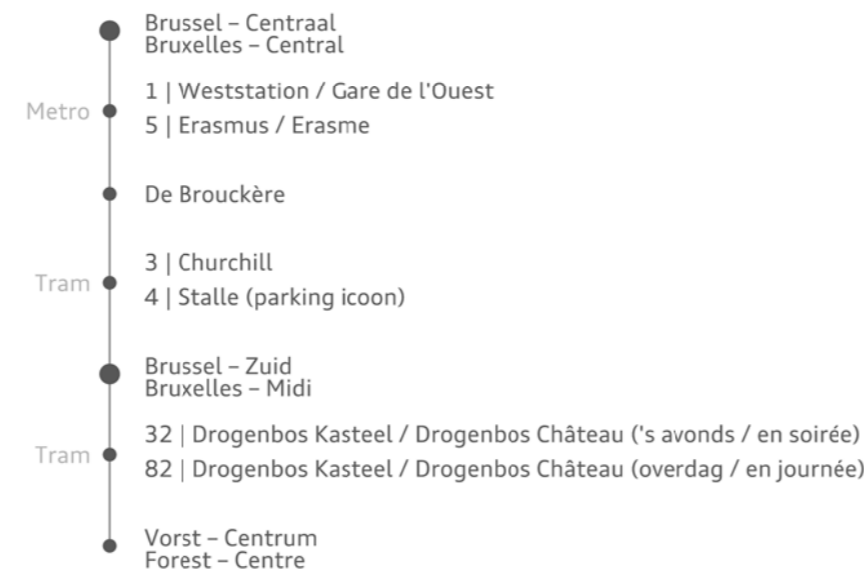 Brussel – Centraal
Bruxelles – Central
Metro
1 | Weststation / Gare de l'Ouest
5 | Erasmus / Erasme
De Brouckère
Tram
3 | Churchill
4 | Stalle (parking icoon)
Brussel – Zuid
Bruxelles – Midi
Tram
32 | Drogenbos Kasteel / Drogenbos Château ('s avonds / en soirée)
82 | Drogenbos Kasteel / Drogenbos Château (overdag / en journée)
Vorst – Centrum
Forest – Centre